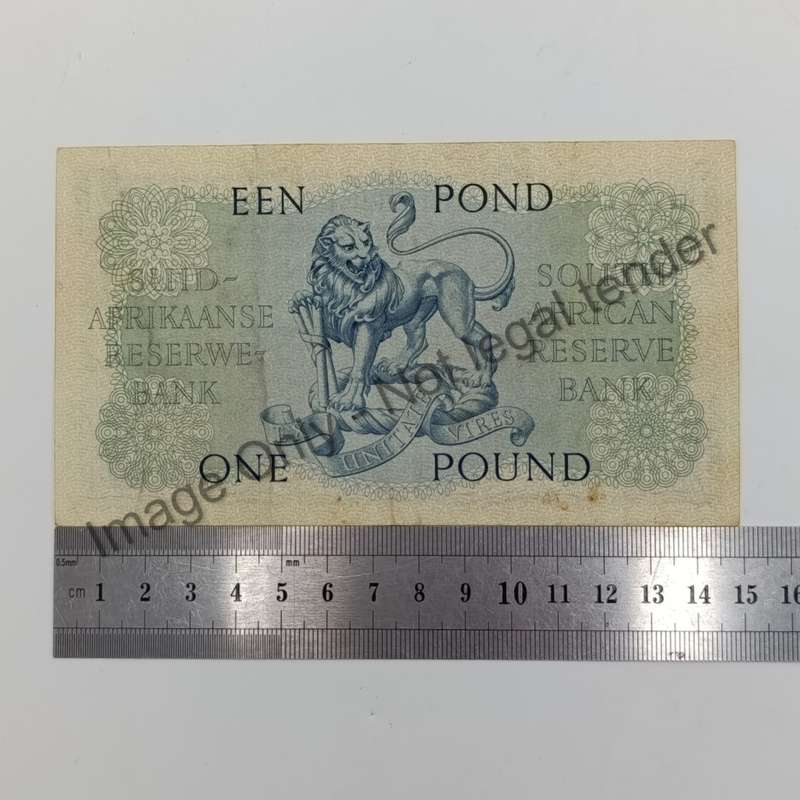 EEN POND
SUID-
AFRIKAANSE
RESERWE-
BANK
SOUTH
AFRICAN
RESERVE
BANK
EX UNITATE VIRES
ONE POUND
Image Only - Not legal tender
0.5mm
mm
cm 1 2 3 4 5 6 7 8 9 10 11 12 13 14 15 16